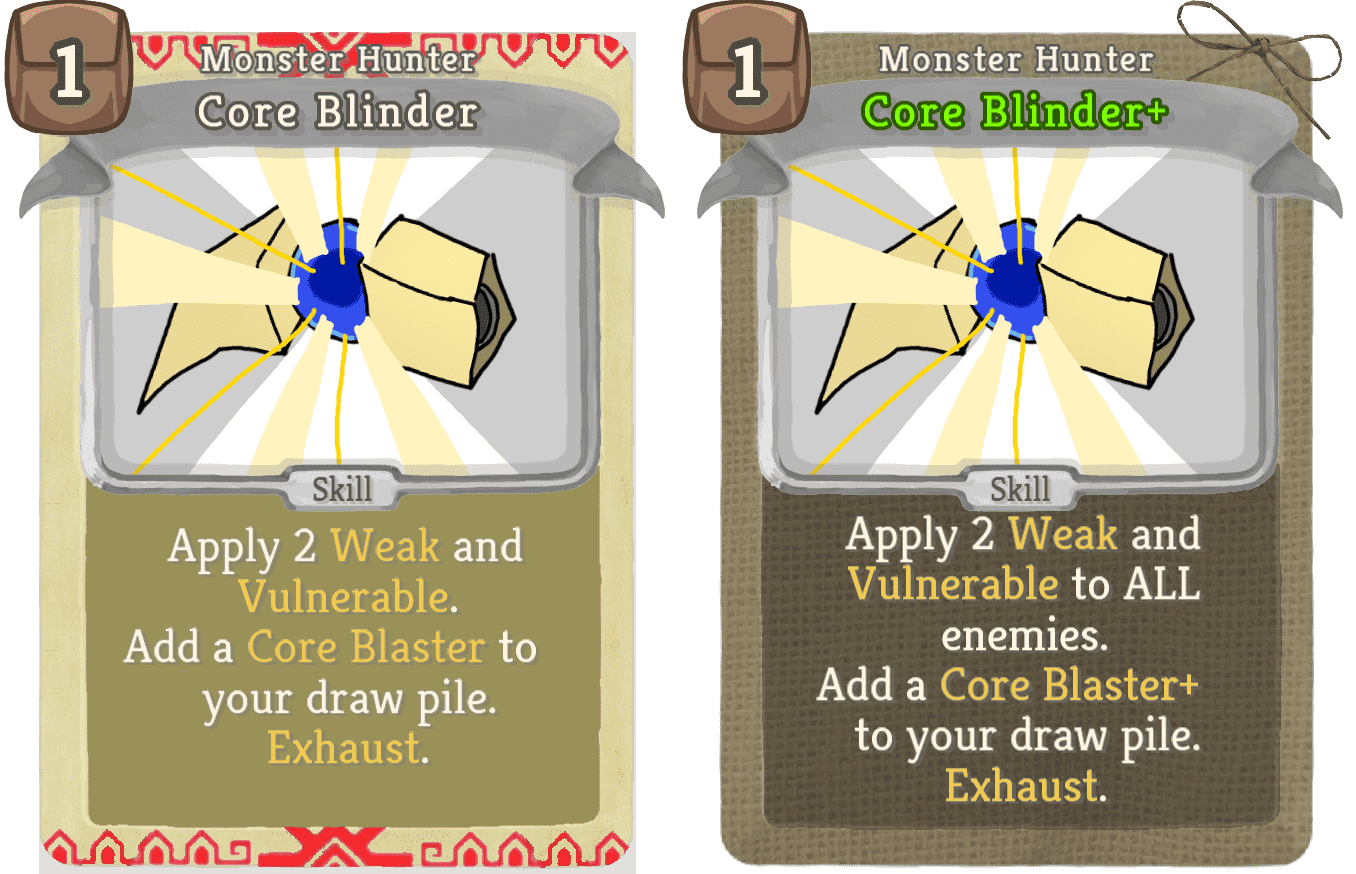 1
Monster Hunter
Core Blinder
Skill
Apply 2 Weak and
Vulnerable.
Add a Core Blaster to
your draw pile.
Exhaust.
1
Monster Hunter
Core Blinder+
Skill
Apply 2 Weak and
Vulnerable to ALL
enemies.
Add a Core Blaster+
to your draw pile.
Exhaust.